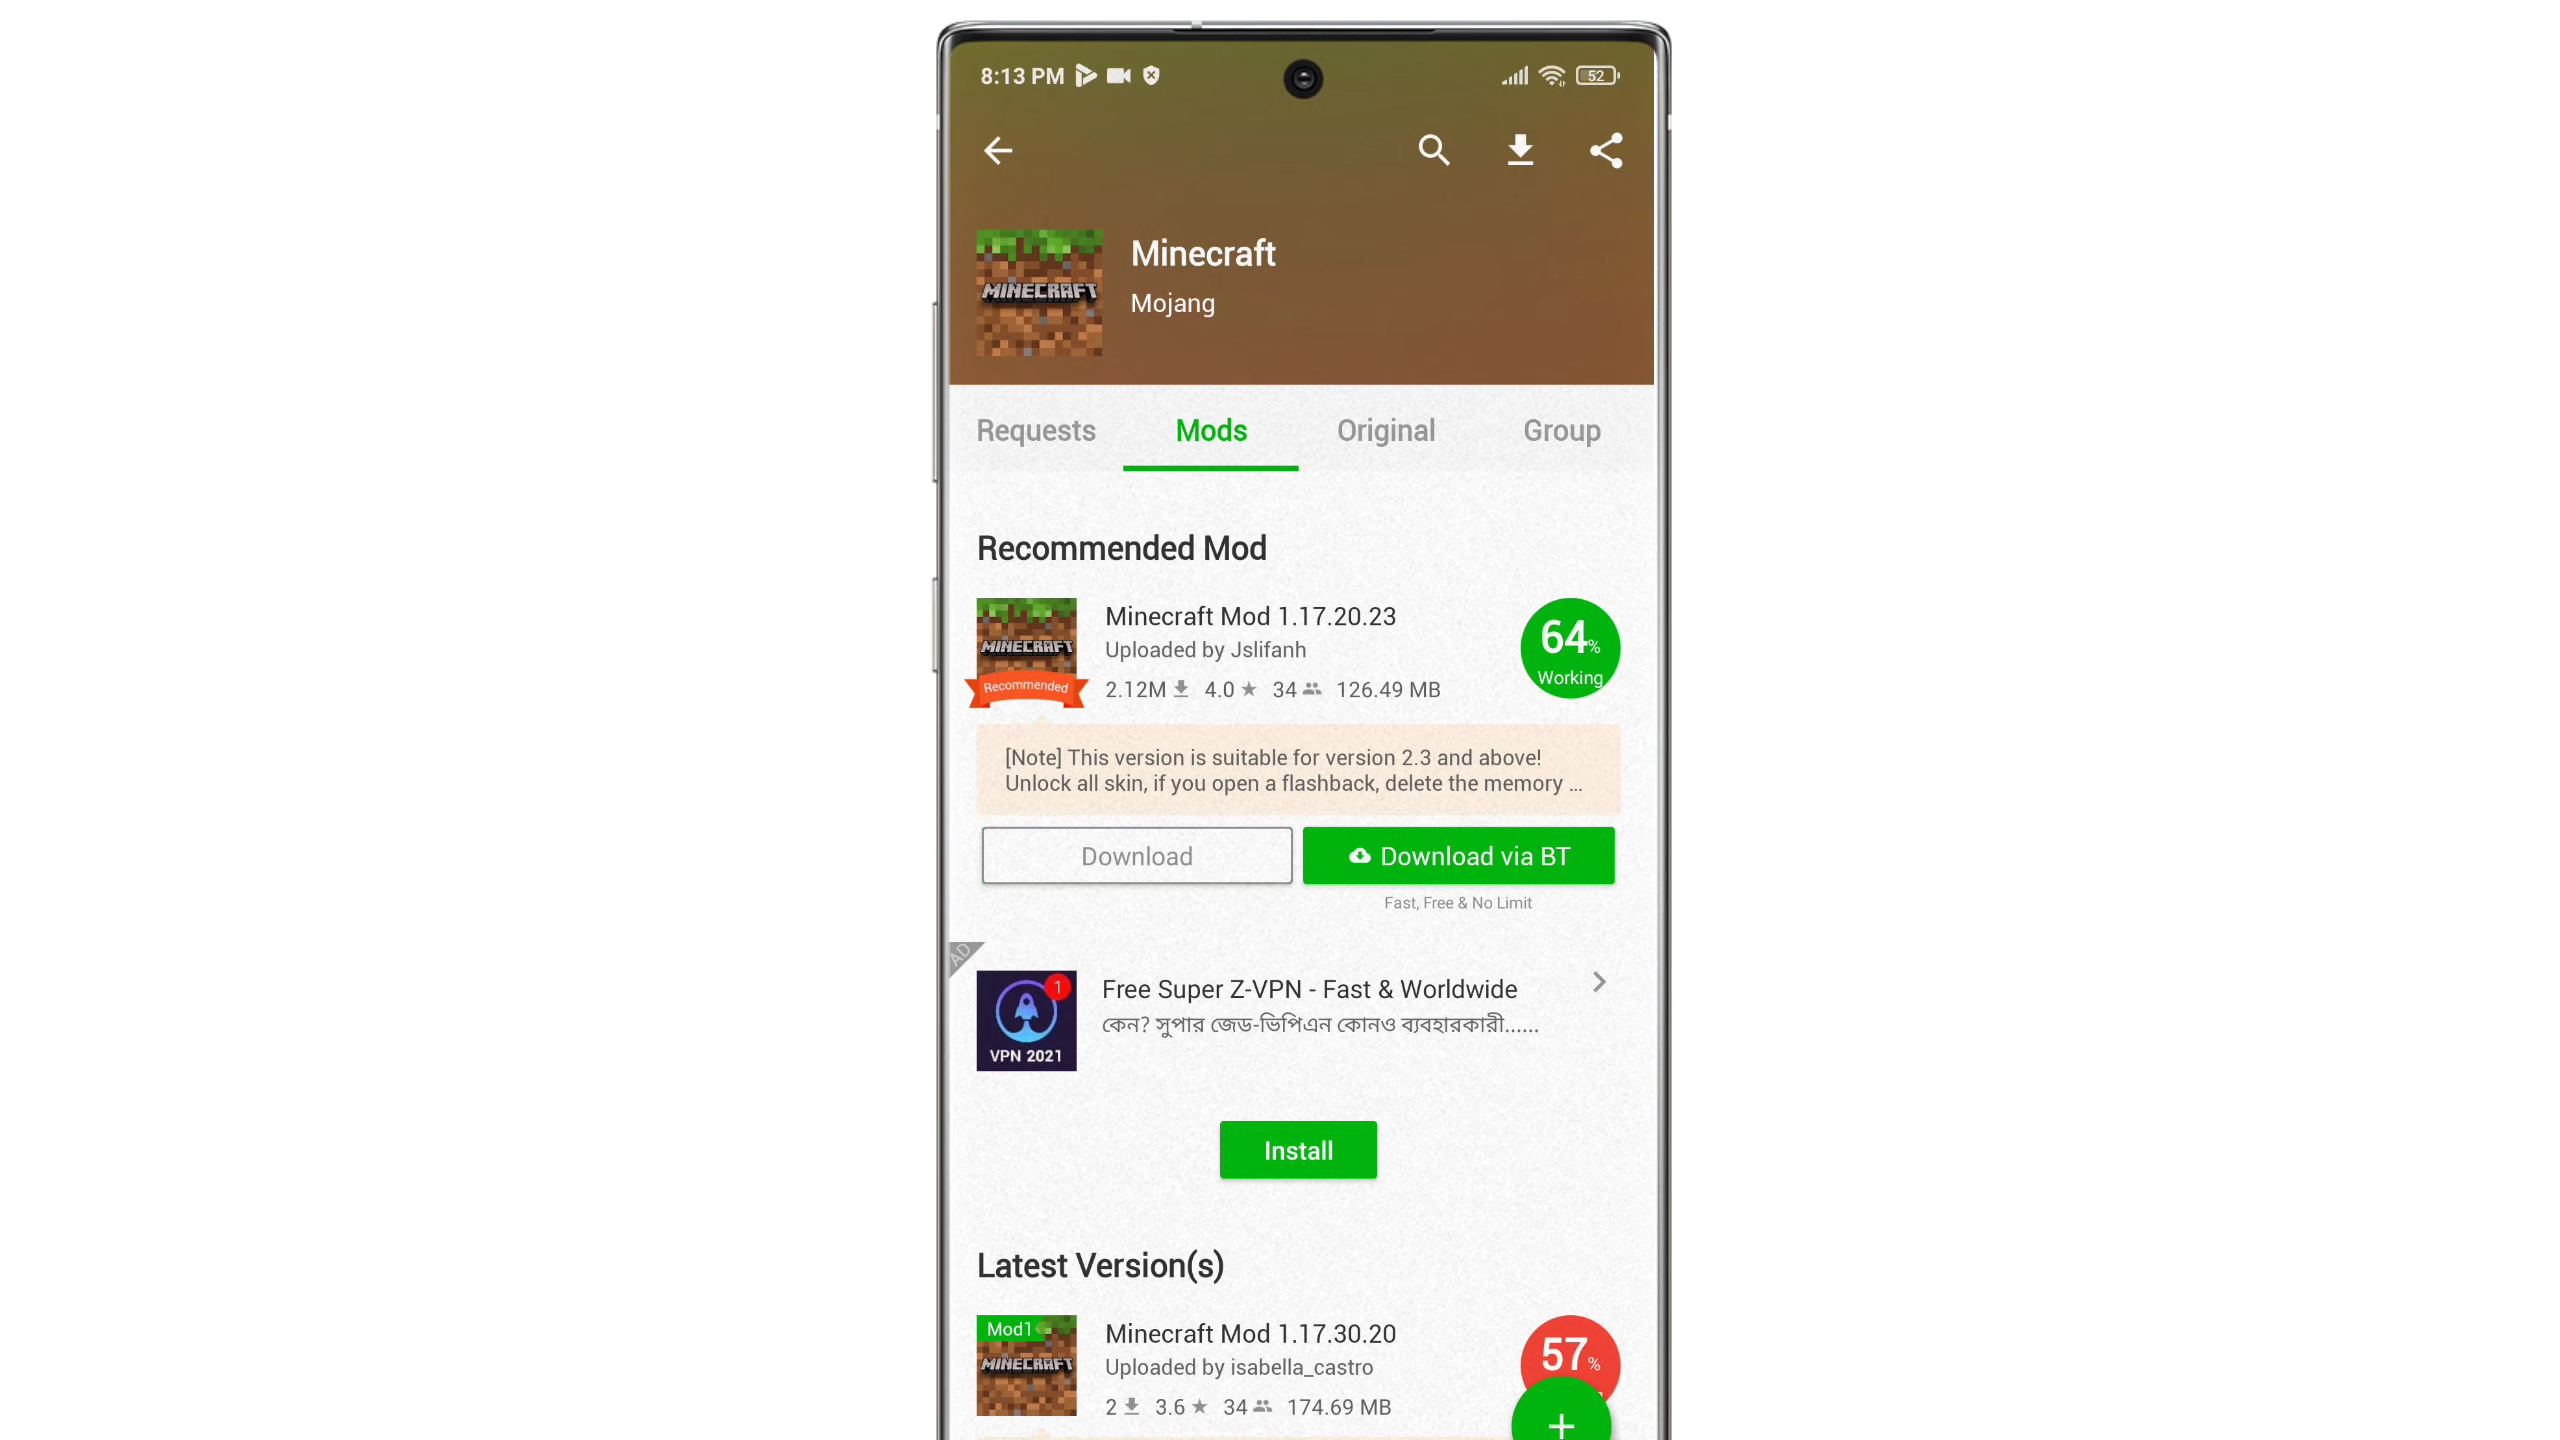 8:13 PM
52
MINECRAFT
Minecraft
Mojang
Requests
Mods
Original
Group
Recommended Mod
MINECRAFT
Recommended
Minecraft Mod 1.17.20.23
Uploaded by Jslifanh
2.12M 4.0 34 126.49 MB
64%
Working
[Note] This version is suitable for version 2.3 and above!
Unlock all skin, if you open a flashback, delete the memory ...
Download
Download via BT
Fast, Free & No Limit
AD
1
VPN 2021
Free Super Z-VPN - Fast & Worldwide
কেন? সুপার জেড-ভিপিএন কোনও ব্যবহারকারী......
Install
Latest Version(s)
Mod1
MINECRAFT
Minecraft Mod 1.17.30.20
Uploaded by isabella_castro
2 3.6 34 174.69 MB
57%